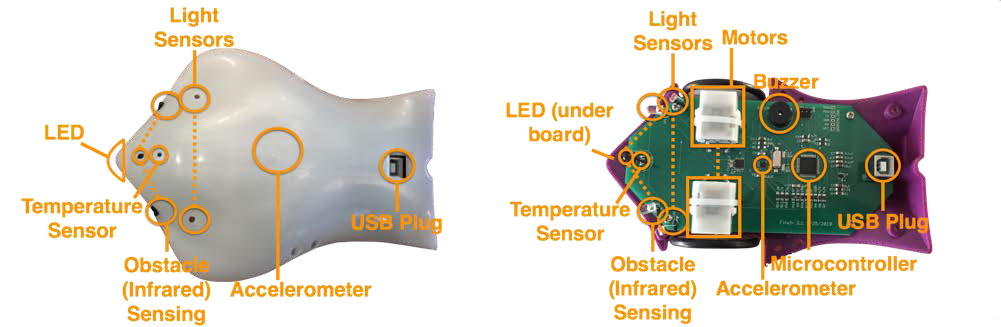 Light
Sensors
LED
Temperature
Sensor
Obstacle
(Infrared)
Sensing
Accelerometer
USB Plug
Light
Sensors
Motors
Buzzer
LED (under
board)
Temperature
Sensor
Obstacle
(Infrared)
Sensing
Accelerometer
Microcontroller
USB Plug